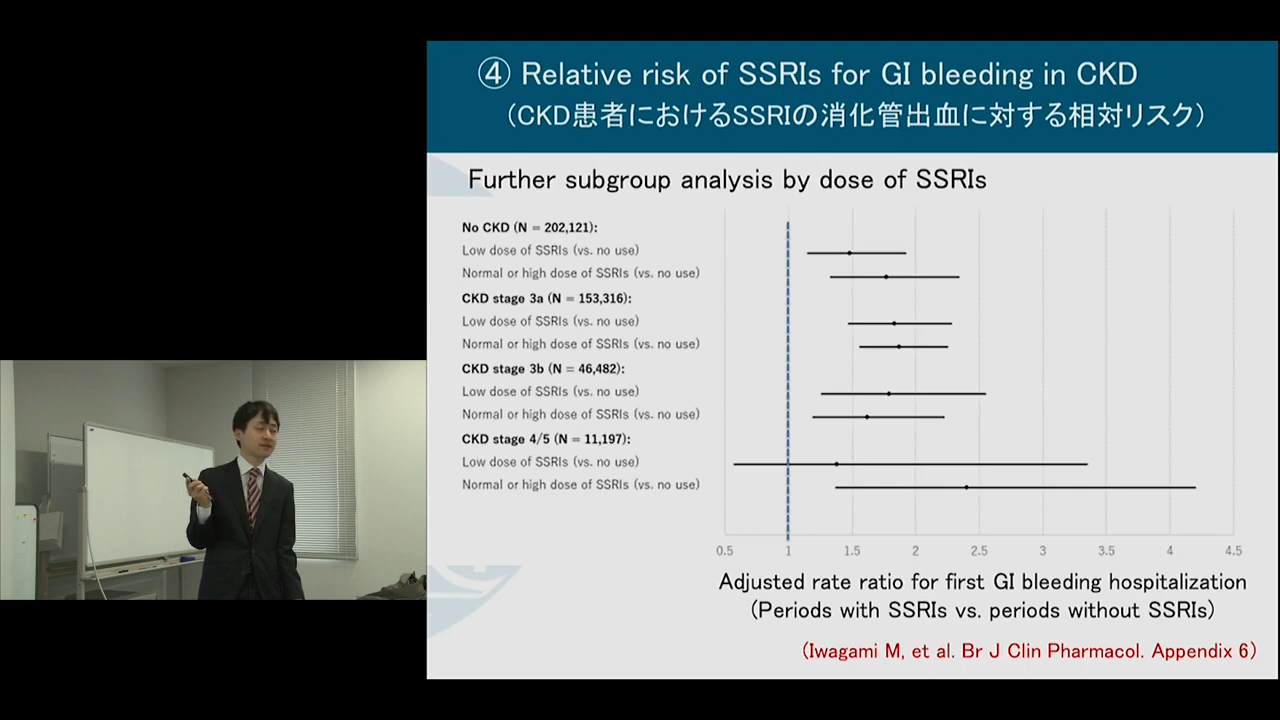 ④ Relative risk of SSRIs for GI bleeding in CKD
（CKD患者におけるSSRIの消化管出血に対する相対リスク）
Further subgroup analysis by dose of SSRIs
No CKD (N = 202,121):
Low dose of SSRIs (vs. no use)
Normal or high dose of SSRIs (vs. no use)
CKD stage 3a (N = 153,316):
Low dose of SSRIs (vs. no use)
Normal or high dose of SSRIs (vs. no use)
CKD stage 3b (N = 46,482):
Low dose of SSRIs (vs. no use)
Normal or high dose of SSRIs (vs. no use)
CKD stage 4/5 (N = 11,197):
Low dose of SSRIs (vs. no use)
Normal or high dose of SSRIs (vs. no use)
0.5 1 1.5 2 2.5 3 3.5 4 4.5
Adjusted rate ratio for first GI bleeding hospitalization
(Periods with SSRIs vs. periods without SSRIs)
(Iwagami M, et al. Br J Clin Pharmacol. Appendix 6)